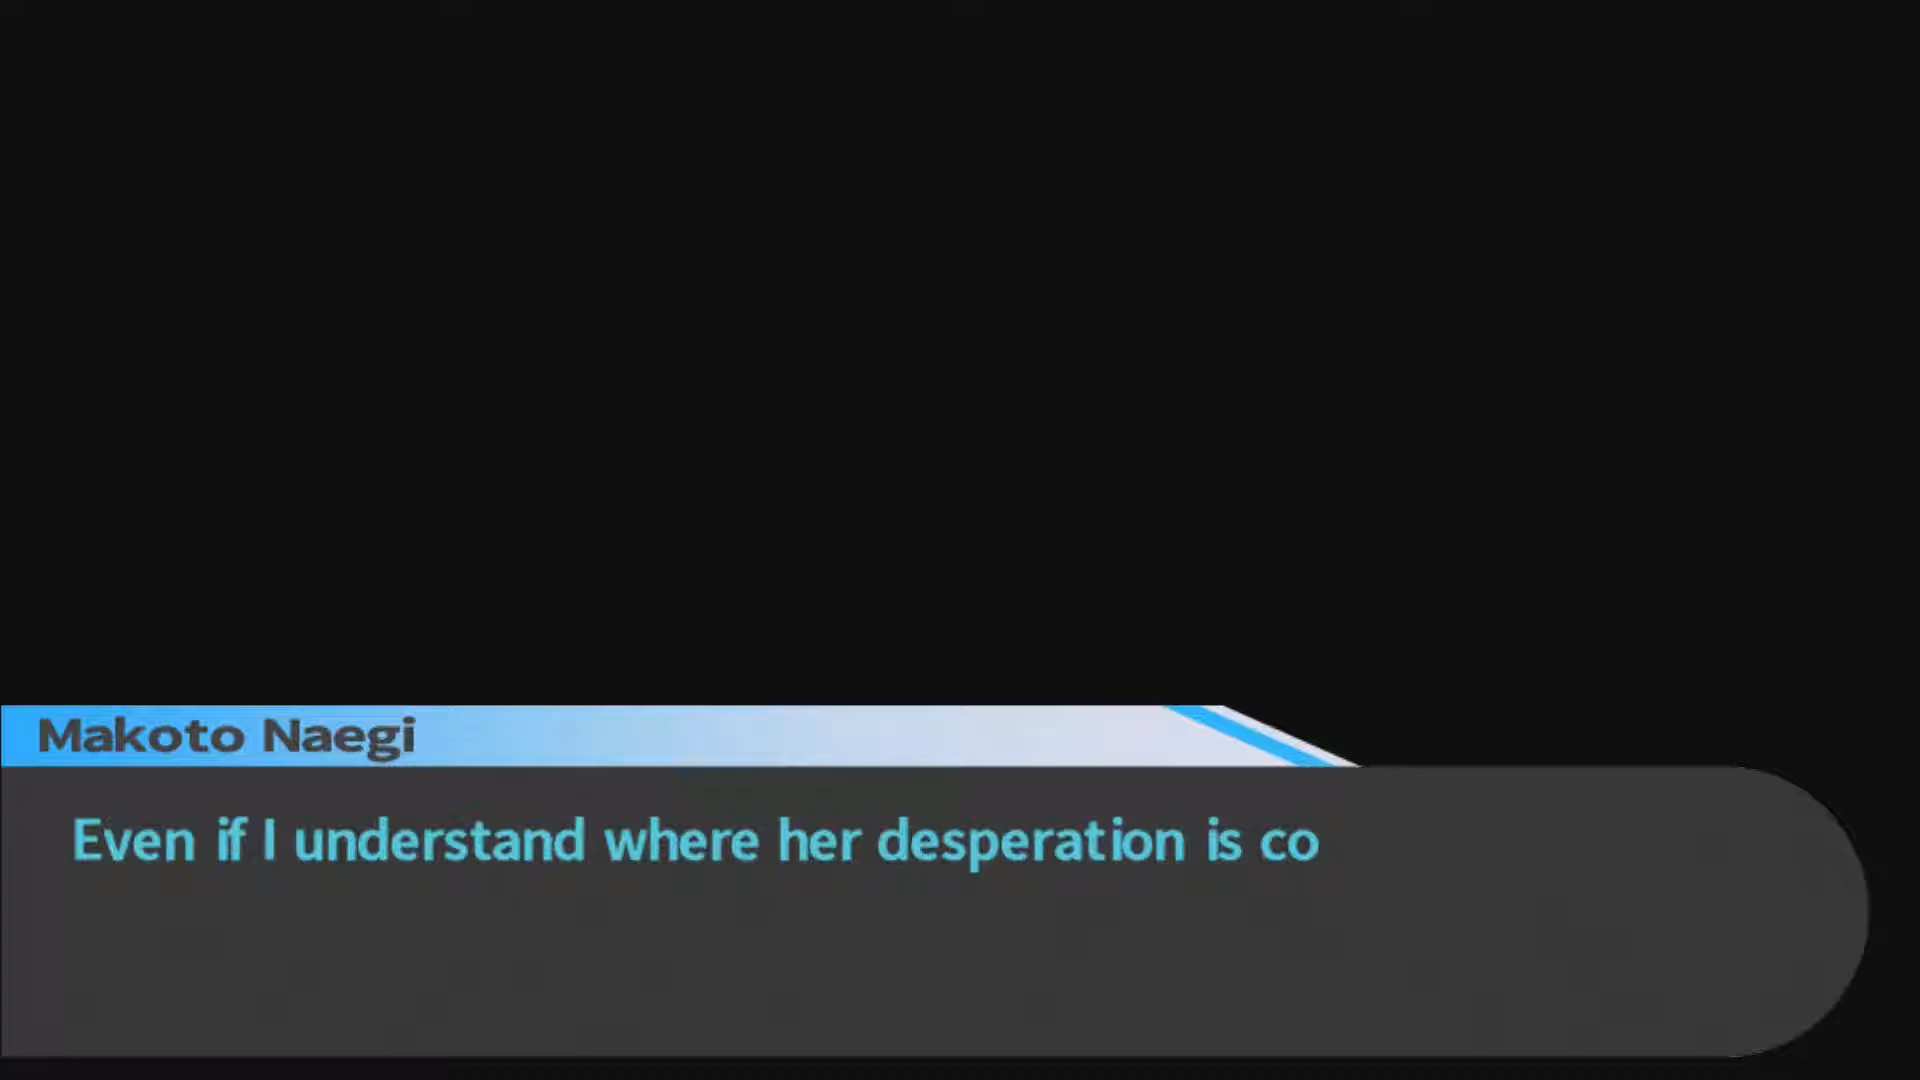 Makoto Naegi
Even if I understand where her desperation is co